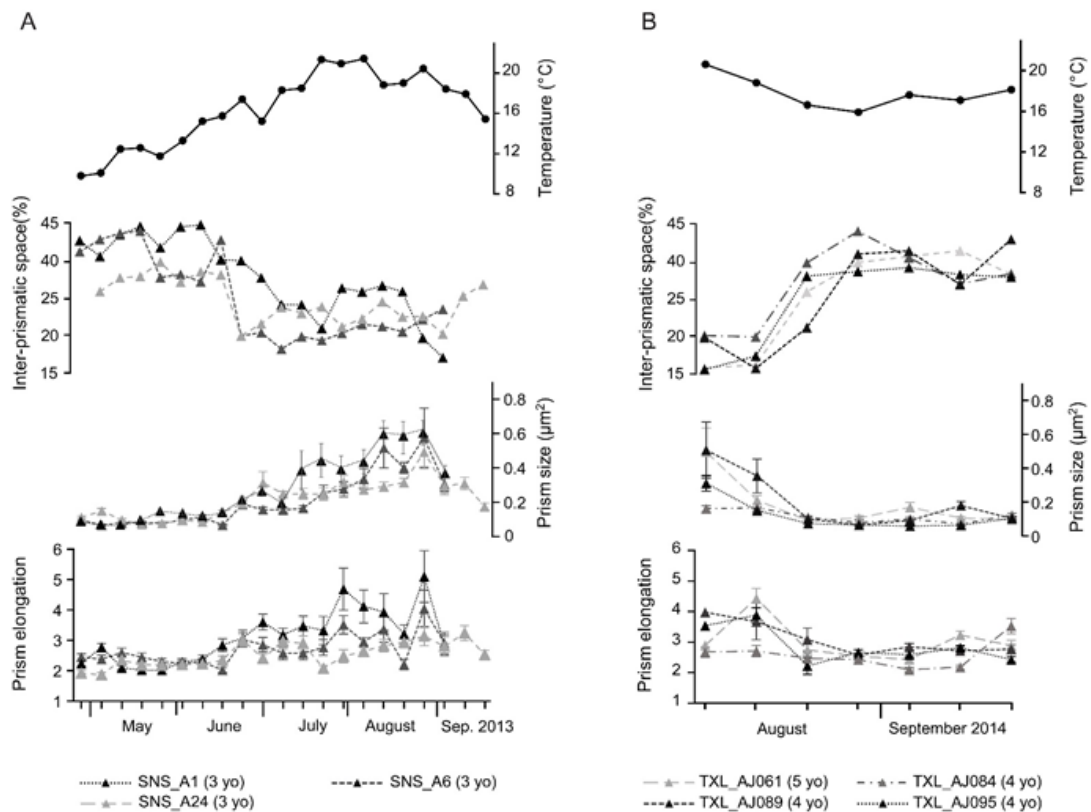 A
B
20
16
12
8
Temperature (°C)
20
16
12
8
Temperature (°C)
Inter-prismatic space(%)
45
40
25
20
15
Inter-prismatic space(%)
45
40
25
20
15
0.8
0.6
0.4
0.2
0
Prism size (µm²)
0.8
0.6
0.4
0.2
0
Prism size (µm²)
Prism elongation
6
5
4
3
2
1
Prism elongation
6
5
4
3
2
1
May June July August Sep. 2013
August September 2014
SNS_A1 (3 yo) SNS_A6 (3 yo)
SNS_A24 (3 yo)
TXL_AJ061 (5 yo) TXL_AJ084 (4 yo)
TXL_AJ089 (4 yo) TXL_AJ095 (4 yo)